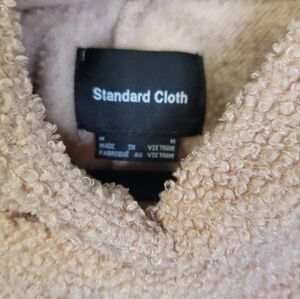 Standard Cloth
M M
MADE IN VIETNAM
FABRIQUÉ AU VIETNAM